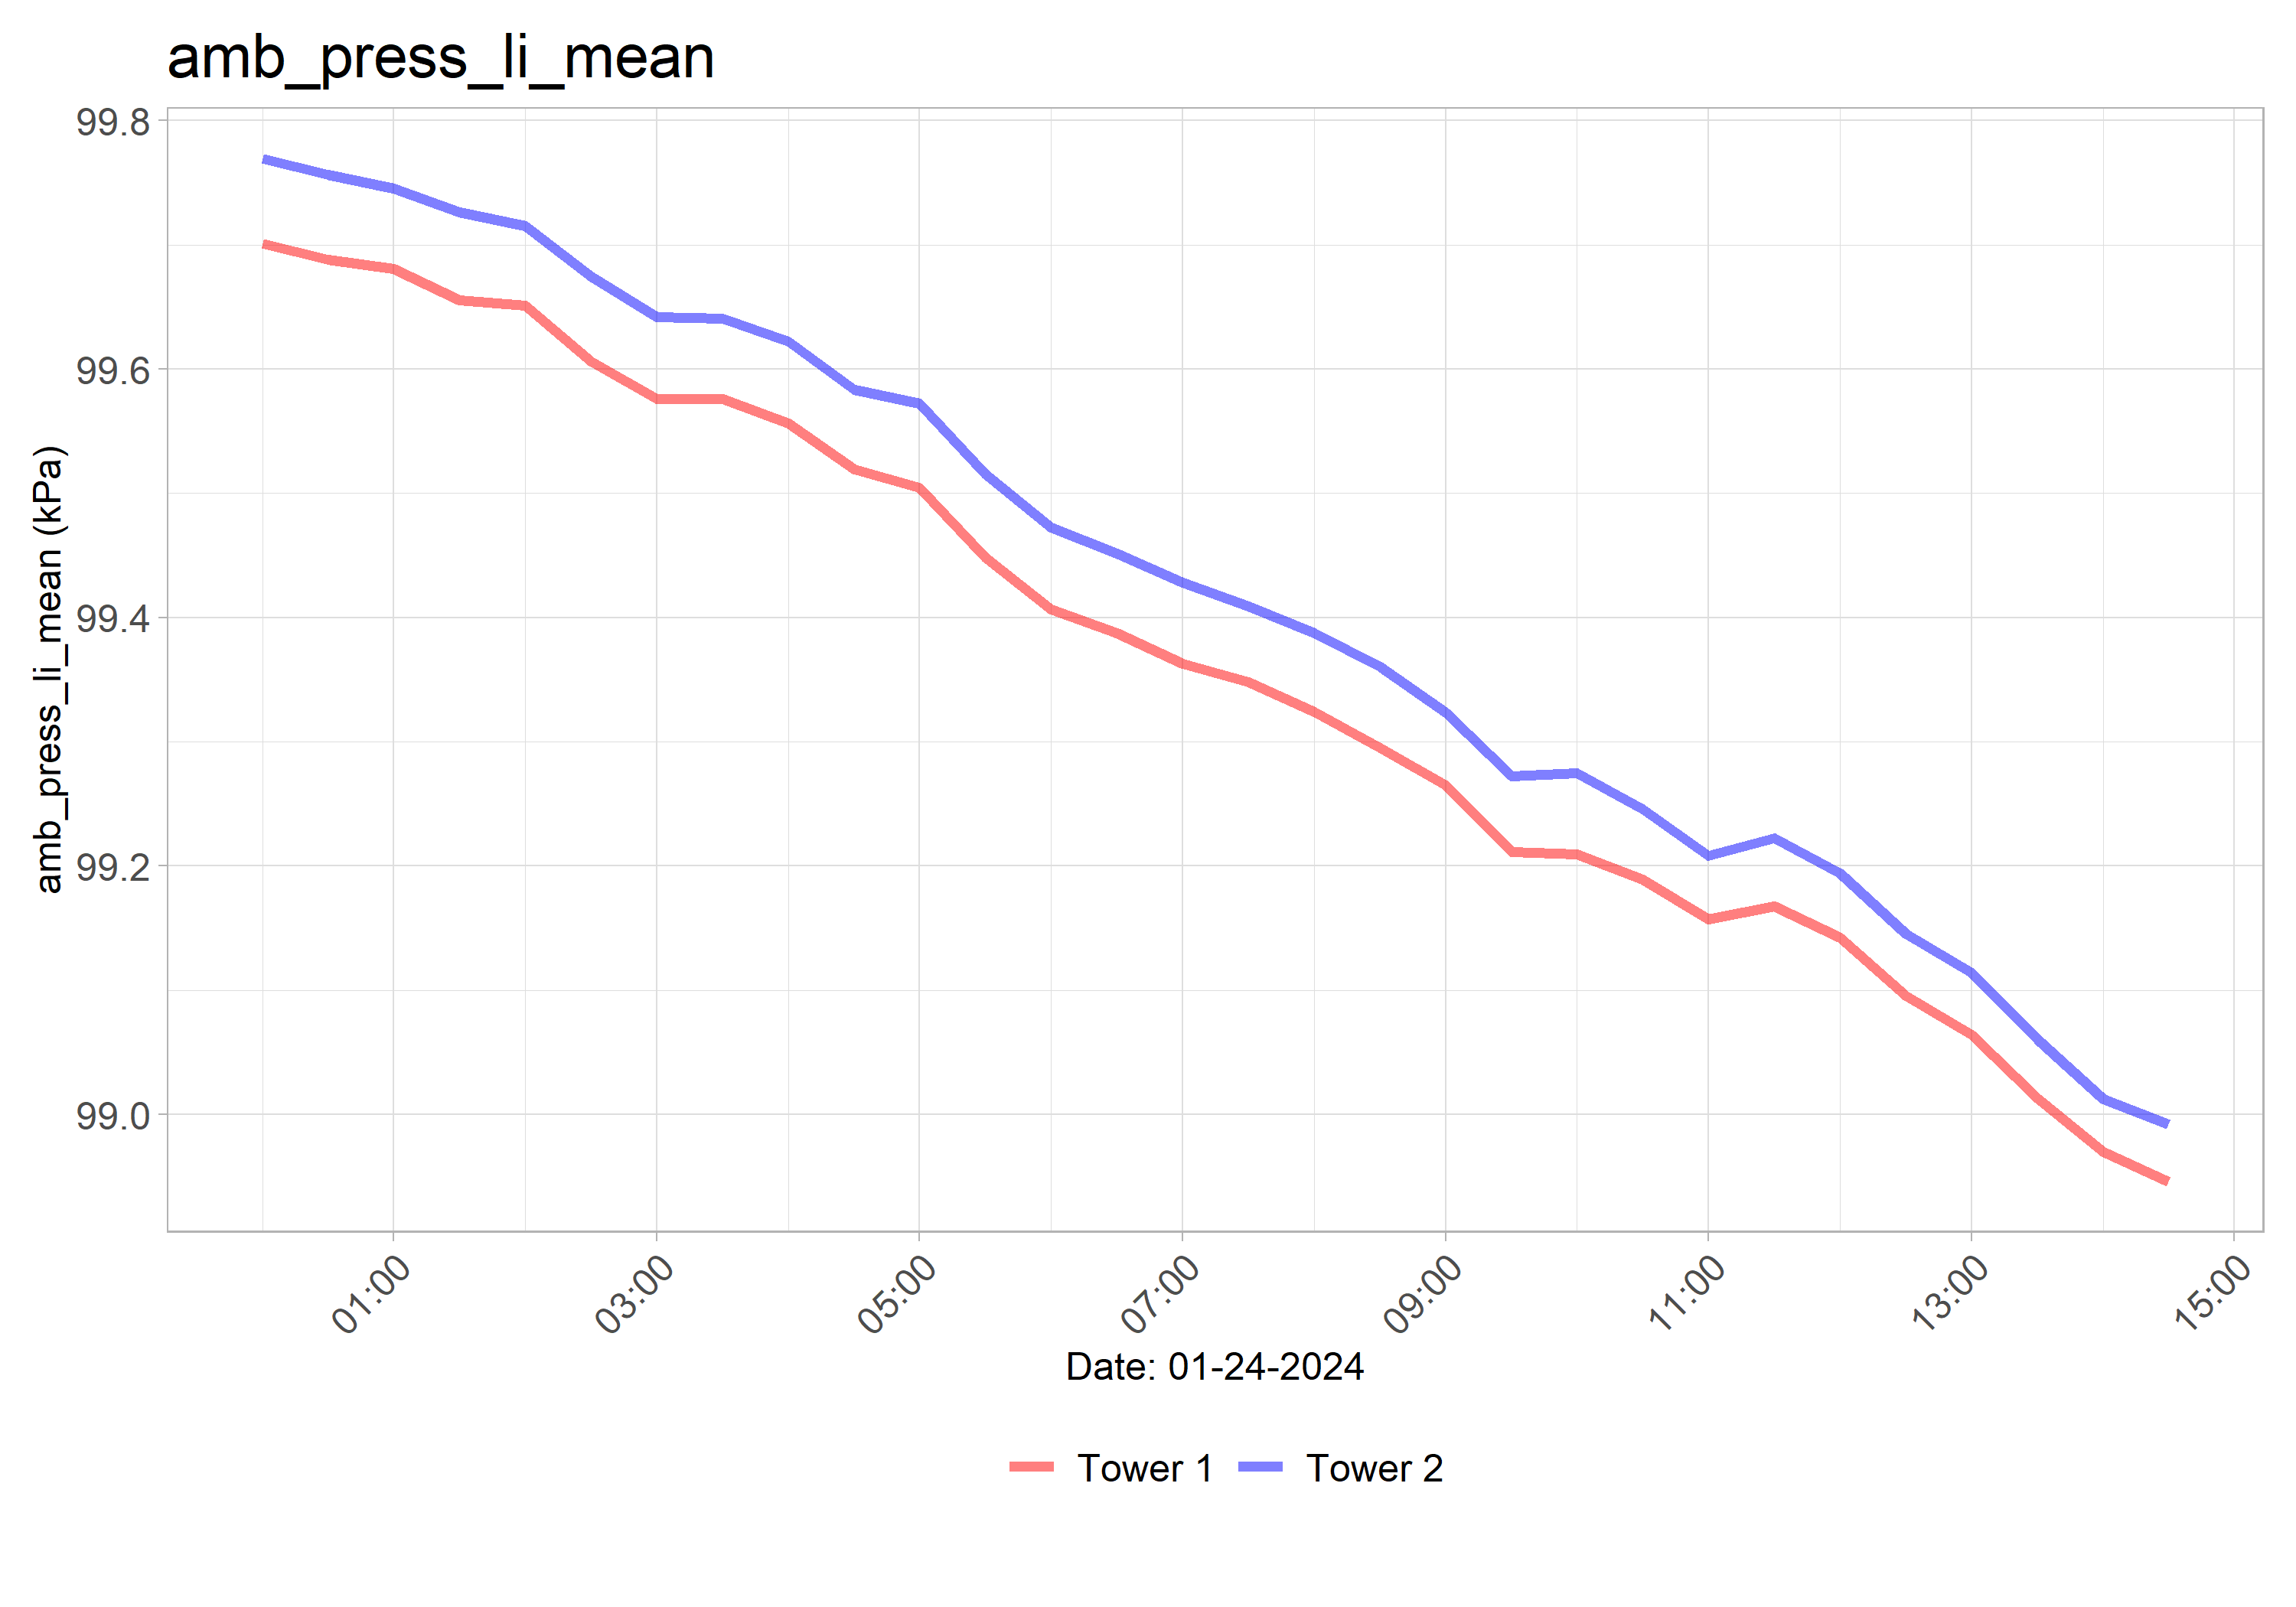 amb_press_li_mean
amb_press_li_mean (kPa)
99.8
99.6
99.4
99.2
99.0
01:00 03:00 05:00 07:00 09:00 11:00 13:00 15:00
Date: 01-24-2024
Tower 1 Tower 2